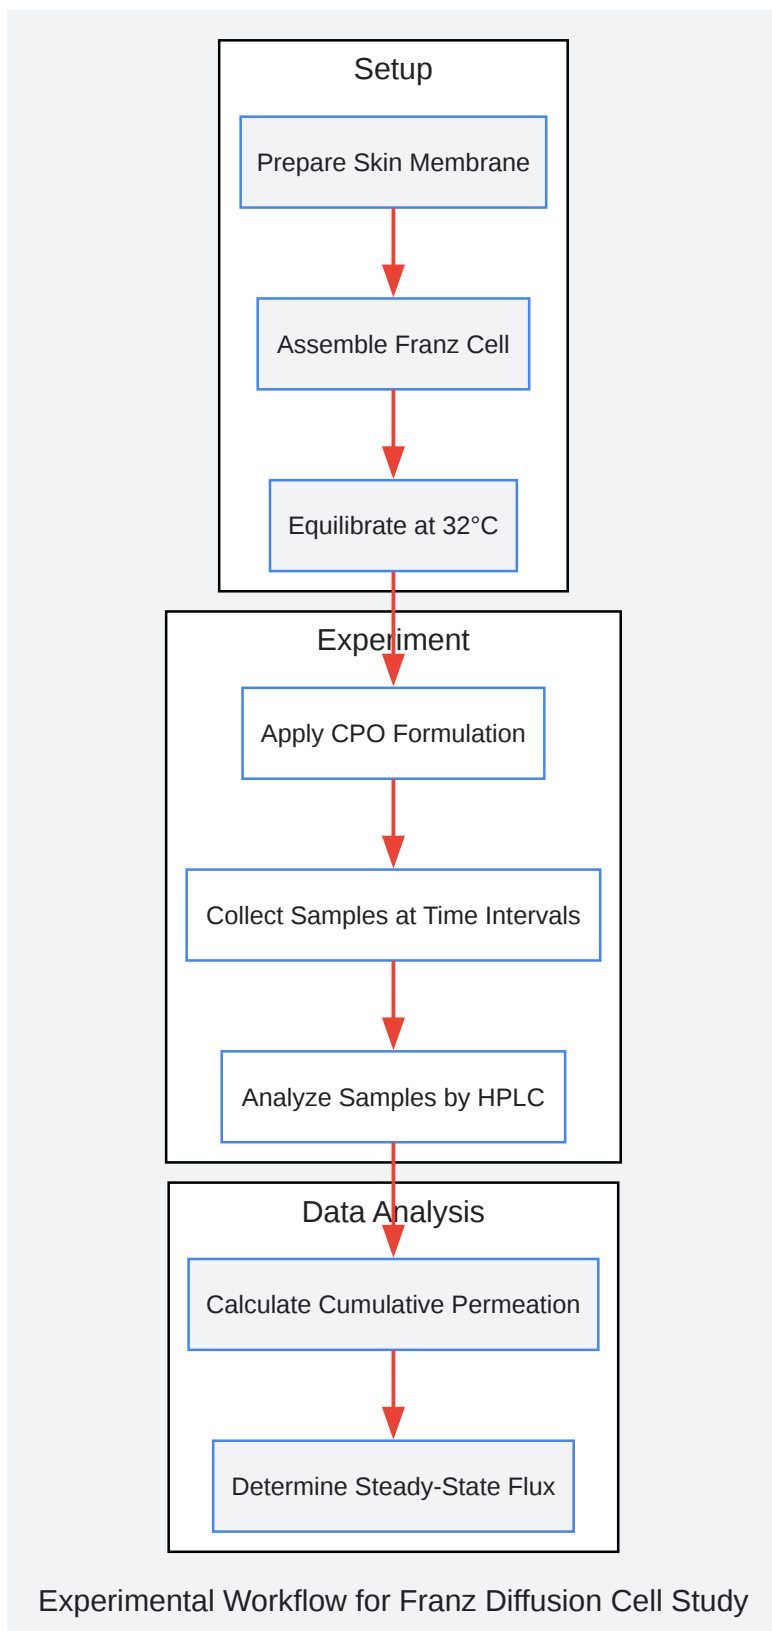 Setup
Prepare Skin Membrane
Assemble Franz Cell
Equilibrate at 32°C
Experiment
Apply CPO Formulation
Collect Samples at Time Intervals
Analyze Samples by HPLC
Data Analysis
Calculate Cumulative Permeation
Determine Steady-State Flux
Experimental Workflow for Franz Diffusion Cell Study